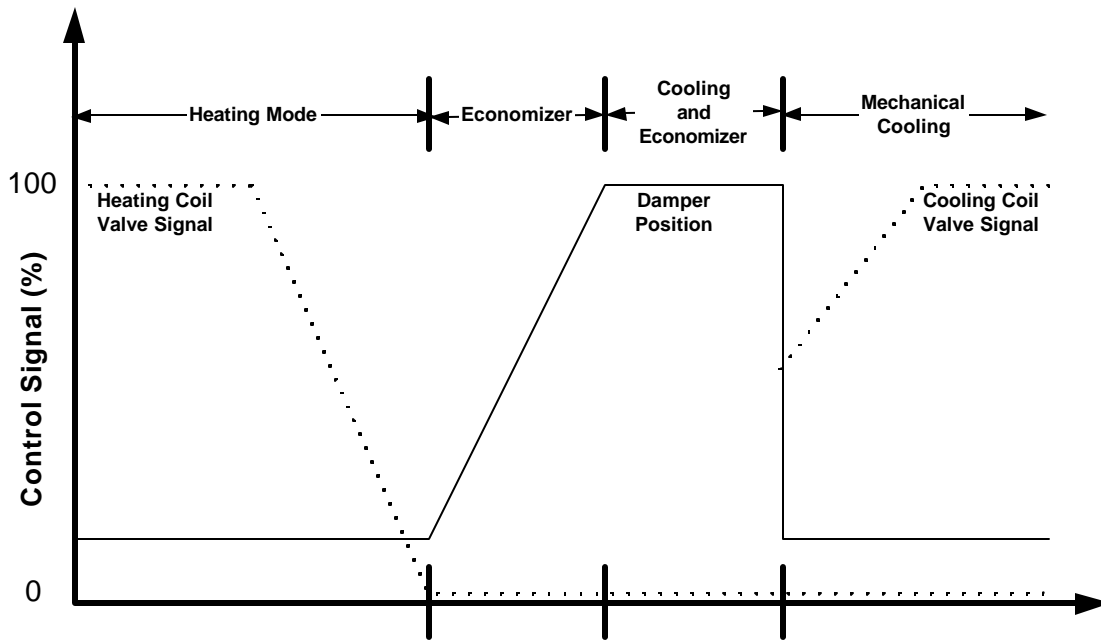 Heating Mode
Economizer
Cooling
and
Economizer
Mechanical
Cooling
100
Heating Coil
Valve Signal
Damper
Position
Cooling Coil
Valve Signal
Control Signal (%)
0